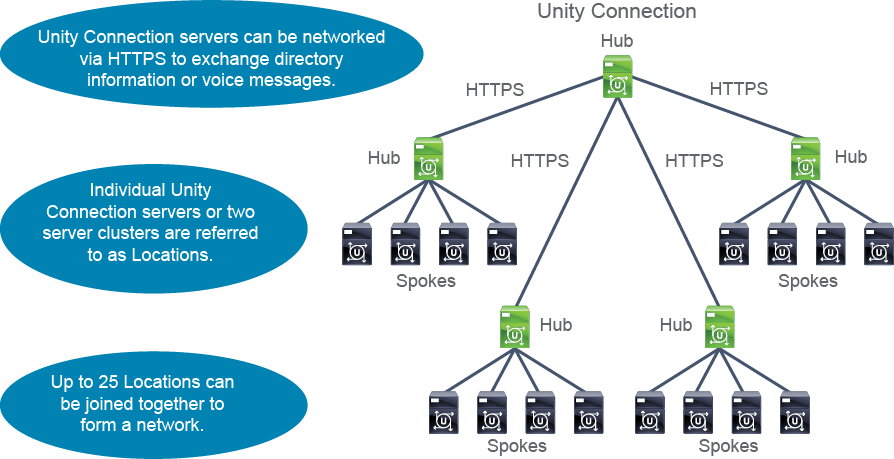 Unity Connection servers can be networked
via HTTPS to exchange directory
information or voice messages.
Individual Unity
Connection servers or two
server clusters are referred
to as Locations.
Up to 25 Locations can
be joined together to
form a network.
Unity Connection
Hub
HTTPS
HTTPS
Hub
HTTPS
HTTPS
Hub
Spokes
Spokes
Hub
Hub
Spokes
Spokes